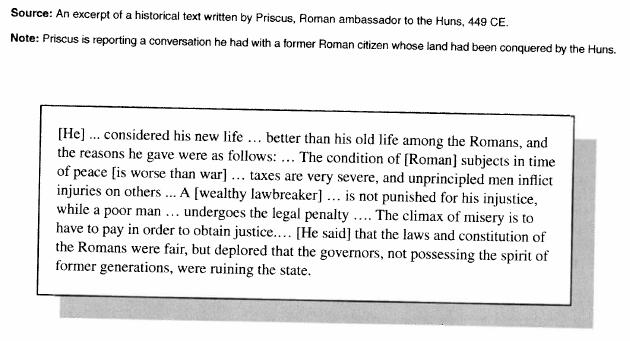 Source: An excerpt of a historical text written by Priscus, Roman ambassador to the Huns, 449 CE.
Note: Priscus is reporting a conversation he had with a former Roman citizen whose land had been conquered by the Huns.
[He] ... considered his new life ... better than his old life among the Romans, and
the reasons he gave were as follows: ... The condition of [Roman] subjects in time
of peace [is worse than war] ... taxes are very severe, and unprincipled men inflict
injuries on others ... A [wealthy lawbreaker] ... is not punished for his injustice,
while a poor man ... undergoes the legal penalty .... The climax of misery is to
have to pay in order to obtain justice.... [He said] that the laws and constitution of
the Romans were fair, but deplored that the governors, not possessing the spirit of
former generations, were ruining the state.